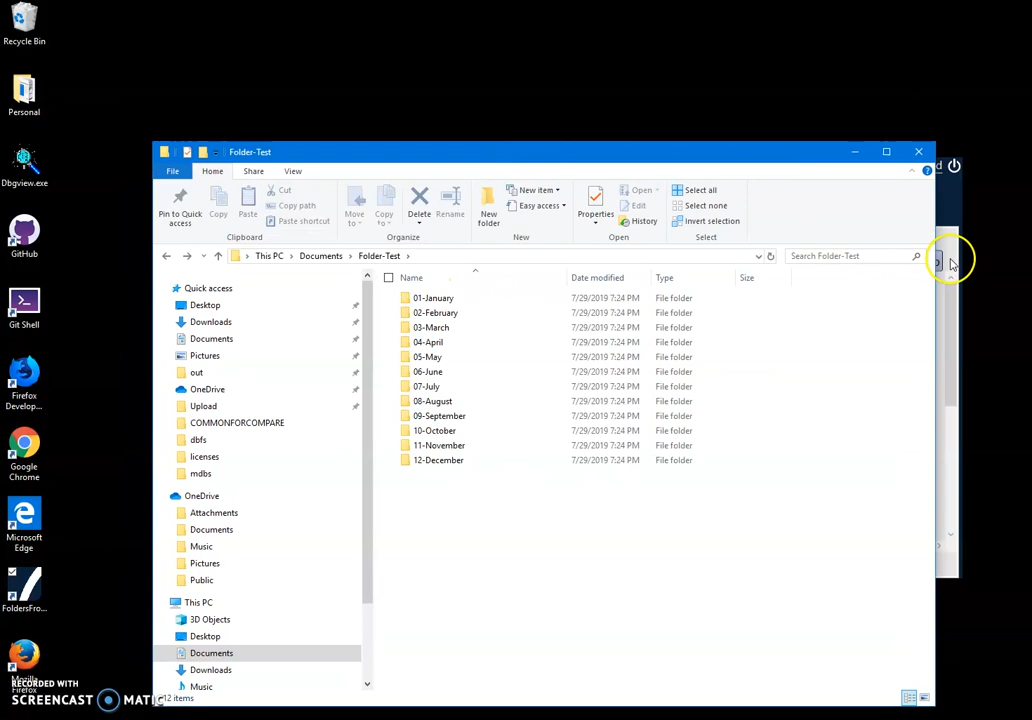 Recycle Bin
Personal
Dbgview.exe
GitHub
Git Shell
Firefox
Develop...
Google
Chrome
Microsoft
Edge
FoldersFro...
Mozilla
Firefox
RECORDED WITH
SCREENCAST MATIC
Folder-Test
File Home Share View
Pin to Quick
access
Copy
Paste
Cut
Copy path
Paste shortcut
Clipboard
Move
to
Copy
to
Delete
Rename
Organize
New
folder
New item
Easy access
New
Properties
Open
Edit
History
Open
Select all
Select none
Invert selection
Select
This PC > Documents > Folder-Test >
Search Folder-Test
Name Date modified Type Size
01-January 7/29/2019 7:24 PM File folder
02-February 7/29/2019 7:24 PM File folder
03-March 7/29/2019 7:24 PM File folder
04-April 7/29/2019 7:24 PM File folder
05-May 7/29/2019 7:24 PM File folder
06-June 7/29/2019 7:24 PM File folder
07-July 7/29/2019 7:24 PM File folder
08-August 7/29/2019 7:24 PM File folder
09-September 7/29/2019 7:24 PM File folder
10-October 7/29/2019 7:24 PM File folder
11-November 7/29/2019 7:24 PM File folder
12-December 7/29/2019 7:24 PM File folder
Quick access
Desktop
Downloads
Documents
Pictures
out
OneDrive
Upload
COMMONFORCOMPARE
dbfs
licenses
mdbs
OneDrive
Attachments
Documents
Music
Pictures
Public
This PC
3D Objects
Desktop
Documents
Downloads
Music
12 items